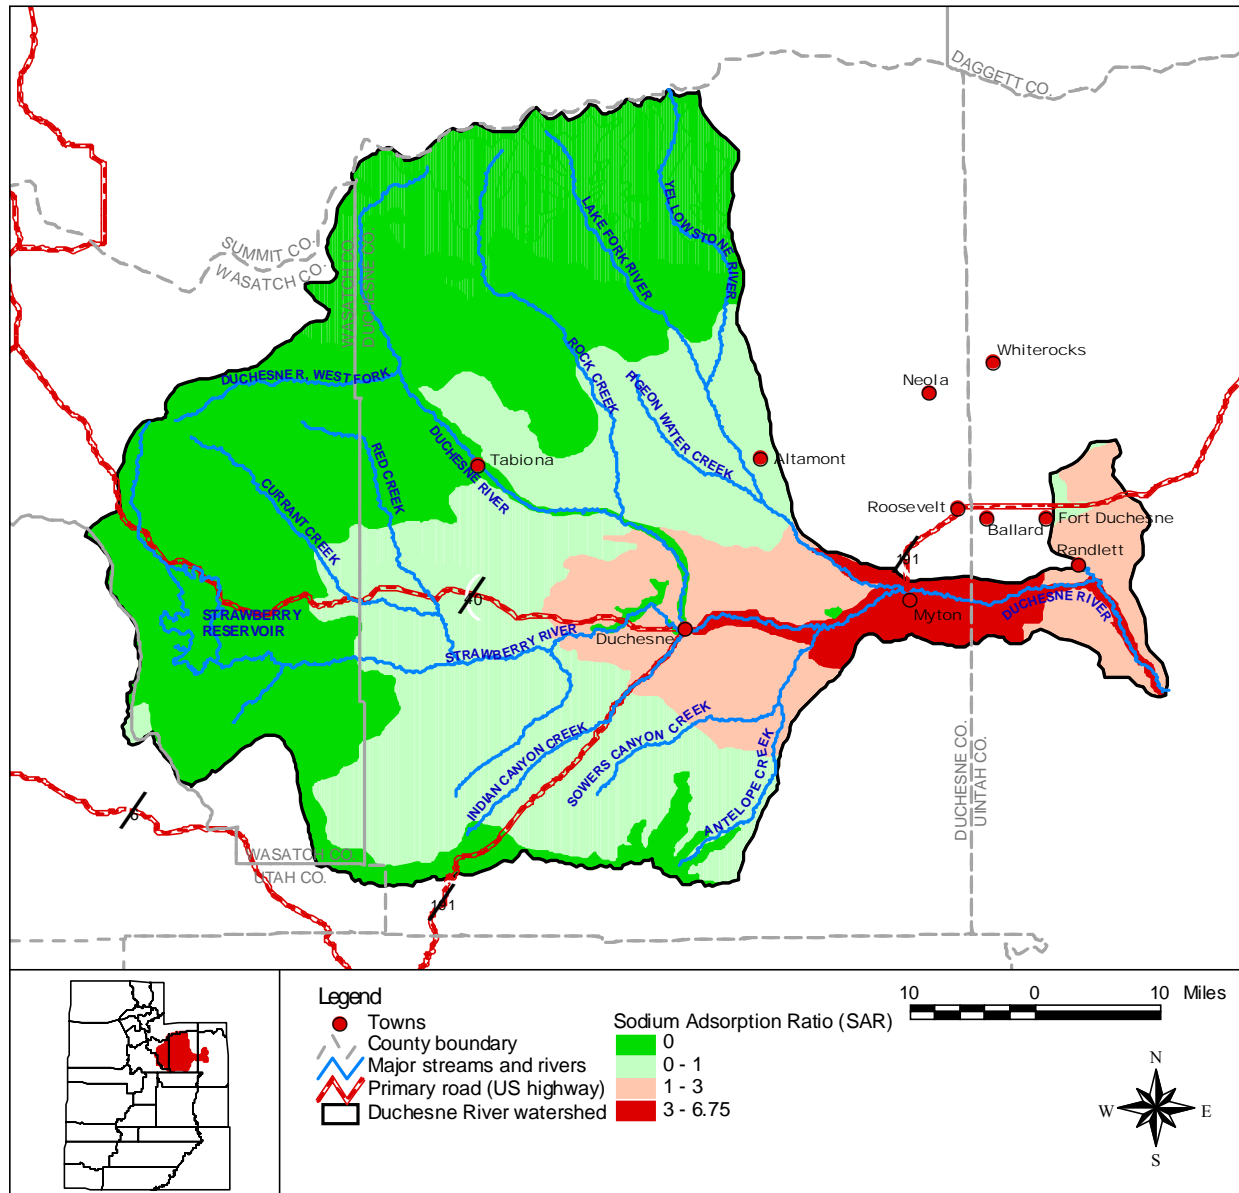 DAGGETT CO.
SUMMIT CO.
WASATCH CO.
WASATCH CO.
DUCHESNE CO.
YELLOWSTONE RIVER
LAKE FORK RIVER
ROCK CREEK
PIGEON WATER CREEK
DUCHESNE R, WEST FORK
DUCHESNE RIVER
RED CREEK
CURRANT CREEK
Tabiona
Altamont
Whiterocks
Neola
Roosevelt
Ballard
Fort Duchesne
Randlett
191
Myton
DUCHESNE RIVER
40
STRAWBERRY
RESERVOIR
STRAWBERRY RIVER
Duchesne
INDIAN CANYON CREEK
SOWERS CANYON CREEK
ANTELOPE CREEK
DUCHESNE CO.
UINTAH CO.
6
WASATCH CO.
UTAH CO.
191
Legend
Towns
County boundary
Major streams and rivers
Primary road (US highway)
Duchesne River watershed
Sodium Adsorption Ratio (SAR)
0
0 - 1
1 - 3
3 - 6.75
10 0 10 Miles
N
W E
S